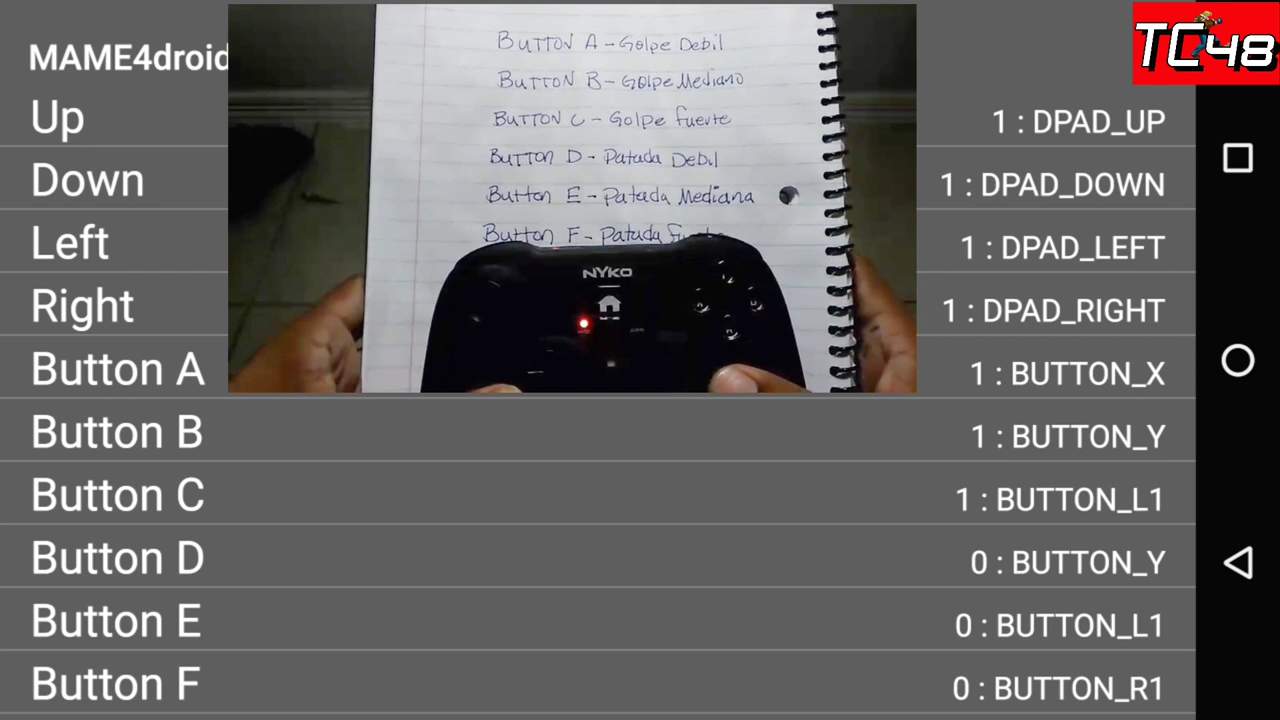 MAME4droid
TC48
BUTTON A - Golpe Debil
BUTTON B - Golpe Mediano
BUTTON C - Golpe Fuerte
BUTTON D - Patada Debil
Button E - Patada Mediana
Button F - Patada
NYKO
Up 1 : DPAD_UP
Down 1 : DPAD_DOWN
Left 1 : DPAD_LEFT
Right 1 : DPAD_RIGHT
Button A 1 : BUTTON_X
Button B 1 : BUTTON_Y
Button C 1 : BUTTON_L1
Button D 0 : BUTTON_Y
Button E 0 : BUTTON_L1
Button F 0 : BUTTON_R1